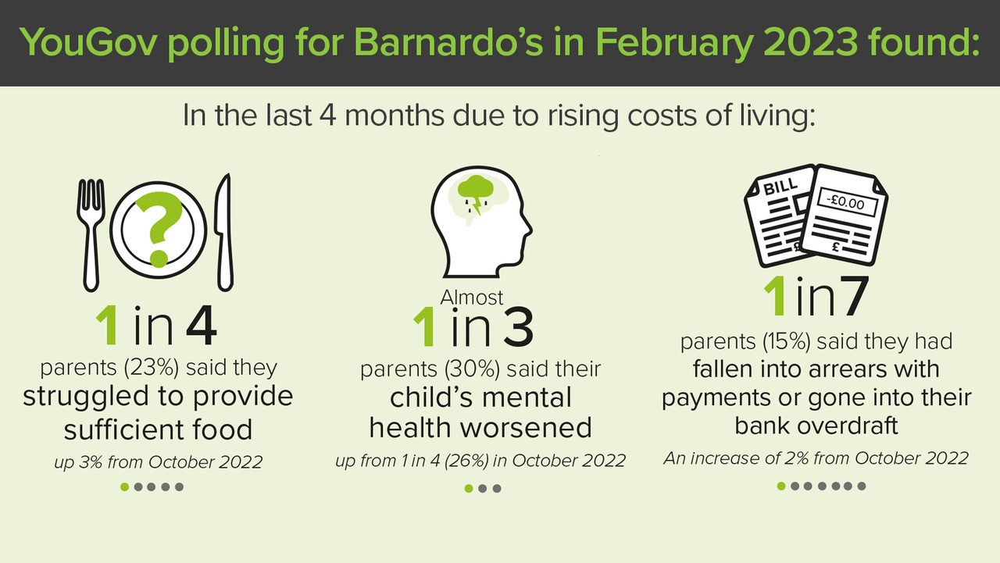 YouGov polling for Barnardo's in February 2023 found:
In the last 4 months due to rising costs of living:
1 in 4
parents (23%) said they
struggled to provide
sufficient food
up 3% from October 2022
Almost
1 in 3
parents (30%) said their
child's mental
health worsened
up from 1 in 4 (26%) in October 2022
BILL
£
-£0.00
£
1 in 7
parents (15%) said they had
fallen into arrears with
payments or gone into their
bank overdraft
An increase of 2% from October 2022